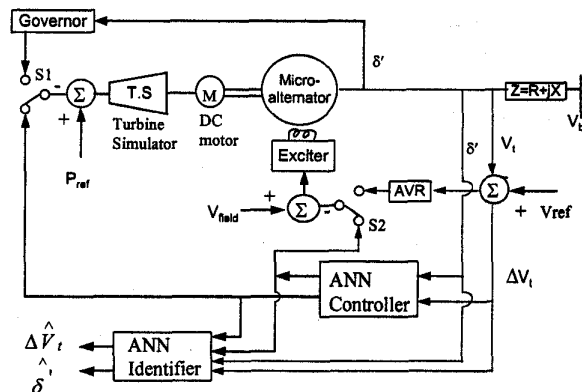 Governor
δ'
S1
-
Σ
+
P_ref
T.S
Turbine
Simulator
M
DC
motor
Micro-
alternator
Z=R+jX
V_b
Exciter
δ'
V_t
+
V_field
Σ
-
S2
AVR
-
Σ
+
Vref
ΔV_t
ANN
Controller
ΔV̂_t
δ̂'
ANN
Identifier